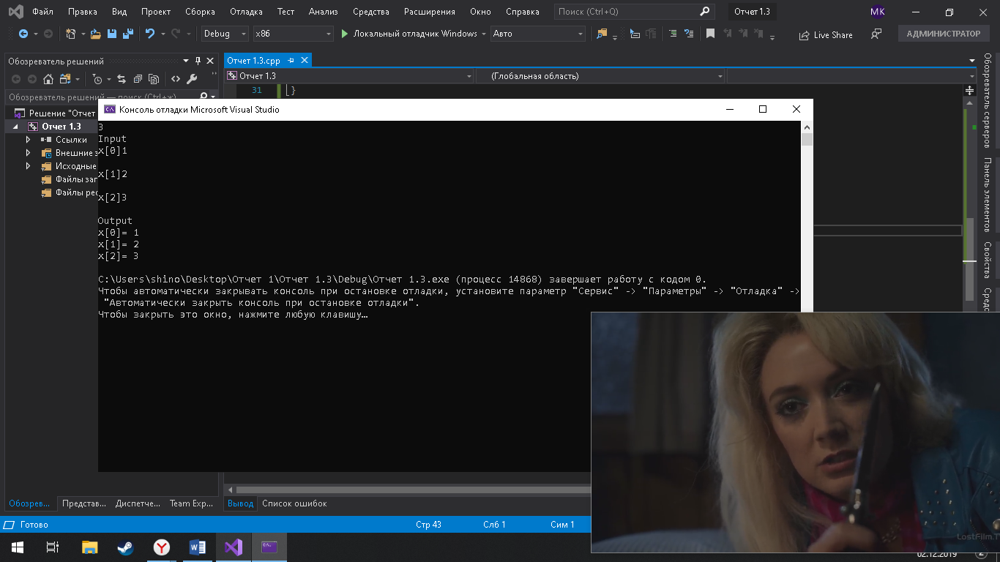 Файл Правка Вид Проект Сборка Отладка Тест Анализ Средства Расширения Окно Справка Поиск (Ctrl+Q) Отчет 1.3 МК
Debug x86 Локальный отладчик Windows Авто Live Share АДМИНИСТРАТОР
Обозреватель решений
Отчет 1.3.cpp
Отчет 1.3 (Глобальная область)
Обозреватель решений — поиск (Ctrl+ж)
31 }
Решение "Отчет
Отчет 1.3
Ссылки
Внешние з
Исходные
Файлы заг
Файлы рес
Консоль отладки Microsoft Visual Studio
3
Input
x[0]1
x[1]2
x[2]3
Output
x[0]= 1
x[1]= 2
x[2]= 3
C:\Users\shino\Desktop\Отчет 1\Отчет 1.3\Debug\Отчет 1.3.exe (процесс 14868) завершает работу с кодом 0.
Чтобы автоматически закрывать консоль при остановке отладки, установите параметр "Сервис" -> "Параметры" -> "Отладка" ->
"Автоматически закрыть консоль при остановке отладки".
Чтобы закрыть это окно, нажмите любую клавишу…
Обозреватель серверов
Панель элементов
Свойства
Средс
Обозрев... Представ... Диспетче... Team Exp...
Вывод Список ошибок
Готово Стр 43 Слб 1 Сим 1
LostFilm.T
02.12.2019
2